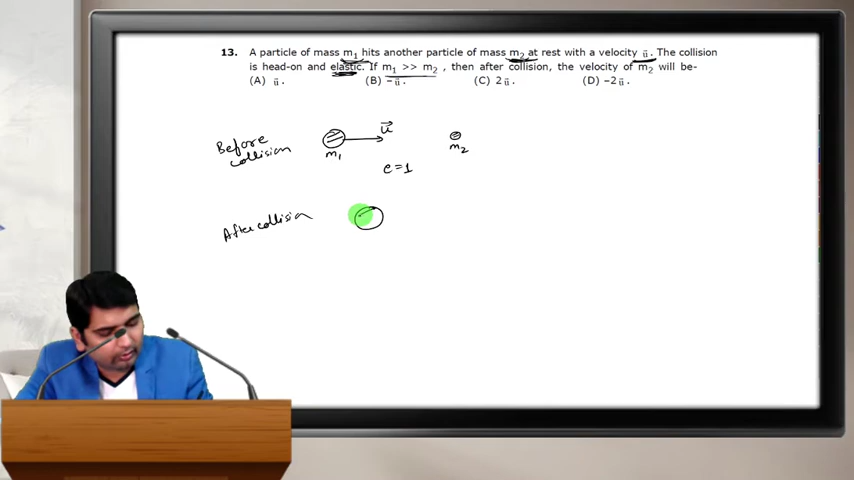 13. A particle of mass m₁ hits another particle of mass m₂ at rest with a velocity u⃗. The collision
is head-on and elastic. If m₁ >> m₂ , then after collision, the velocity of m₂ will be-
(A) u⃗. (B) –u⃗. (C) 2u⃗. (D) –2u⃗.
Before
collision
u⃗
m₁
m₂
e=1
After collision